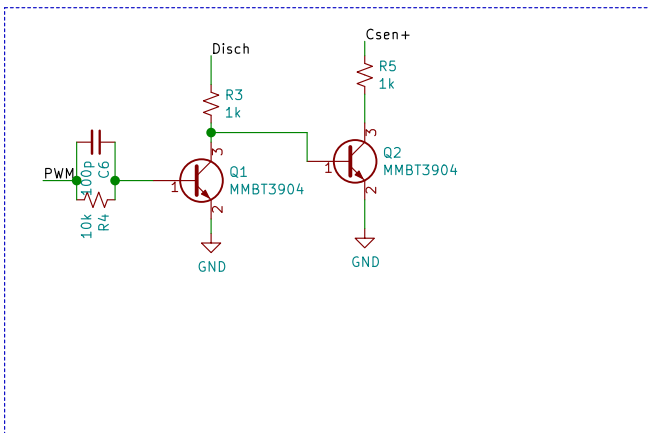 Csen+
Disch
R5
1k
R3
1k
3
3
Q2
MMBT3904
1
2
Q1
MMBT3904
1
2
PWM
100p
C6
10k
R4
GND
GND